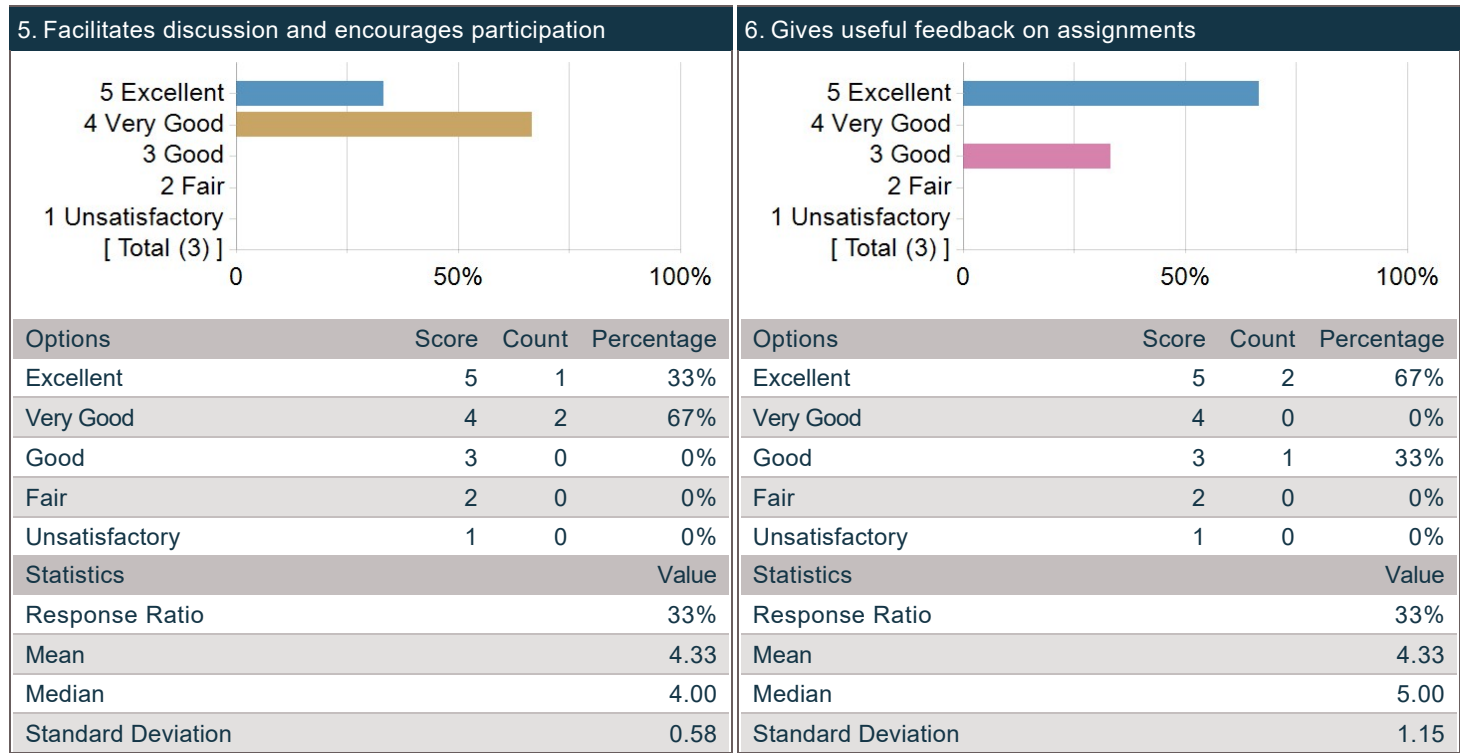 5. Facilitates discussion and encourages participation
5 Excellent
4 Very Good
3 Good
2 Fair
1 Unsatisfactory
[ Total (3) ]
0 50% 100%
Options Score Count Percentage
Excellent 5 1 33%
Very Good 4 2 67%
Good 3 0 0%
Fair 2 0 0%
Unsatisfactory 1 0 0%
Statistics Value
Response Ratio 33%
Mean 4.33
Median 4.00
Standard Deviation 0.58
6. Gives useful feedback on assignments
5 Excellent
4 Very Good
3 Good
2 Fair
1 Unsatisfactory
[ Total (3) ]
0 50% 100%
Options Score Count Percentage
Excellent 5 2 67%
Very Good 4 0 0%
Good 3 1 33%
Fair 2 0 0%
Unsatisfactory 1 0 0%
Statistics Value
Response Ratio 33%
Mean 4.33
Median 5.00
Standard Deviation 1.15